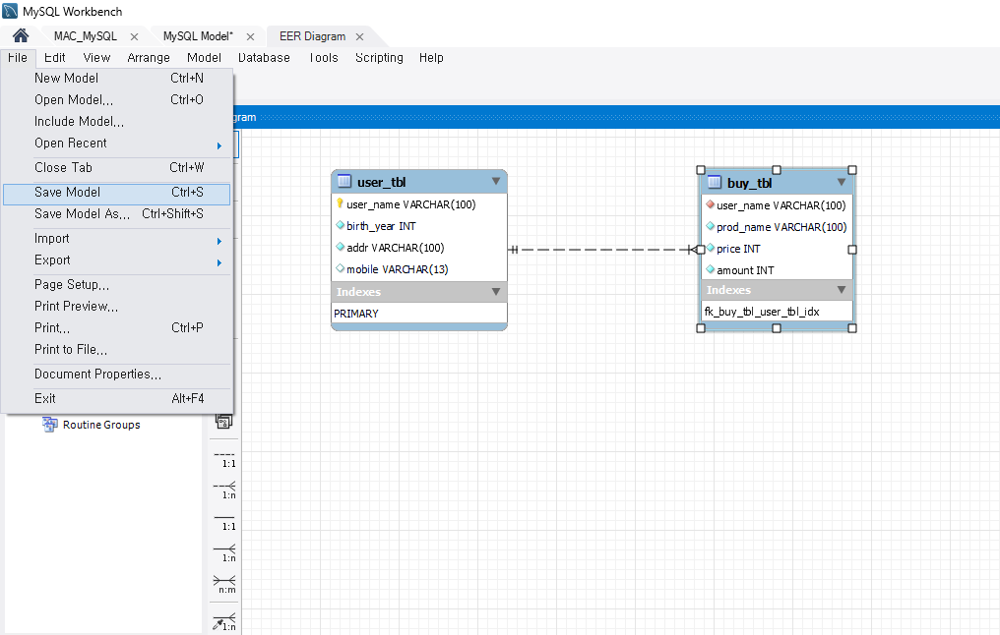 MySQL Workbench
MAC_MySQL
MySQL Model*
EER Diagram
File Edit View Arrange Model Database Tools Scripting Help
New Model Ctrl+N
Open Model... Ctrl+O
Include Model...
Open Recent
Close Tab Ctrl+W
Save Model Ctrl+S
Save Model As... Ctrl+Shift+S
Import
Export
Page Setup...
Print Preview...
Print... Ctrl+P
Print to File...
Document Properties...
Exit Alt+F4
gram
Routine Groups
1:1
1:n
1:1
1:n
n:m
1:n
user_tbl
user_name VARCHAR(100)
birth_year INT
addr VARCHAR(100)
mobile VARCHAR(13)
Indexes
PRIMARY
buy_tbl
user_name VARCHAR(100)
prod_name VARCHAR(100)
price INT
amount INT
Indexes
fk_buy_tbl_user_tbl_idx